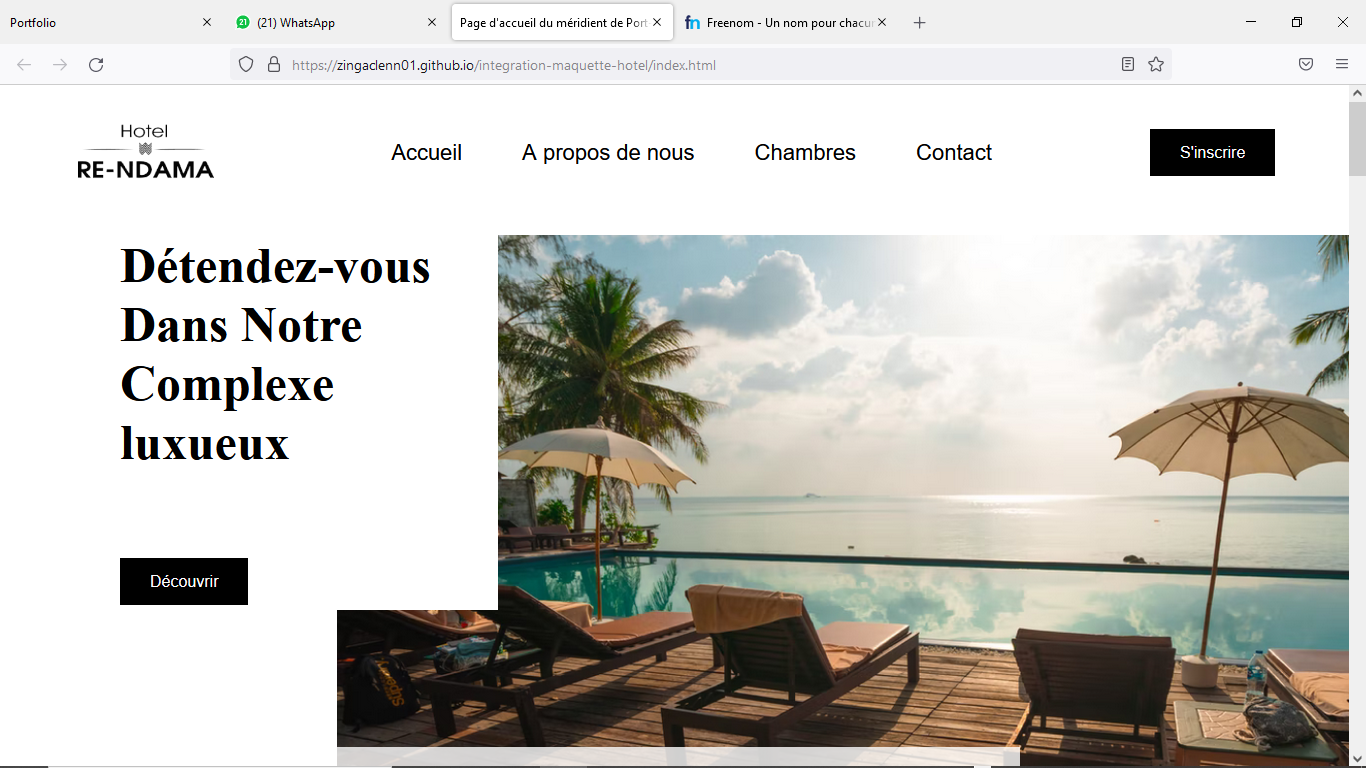 Portfolio
(21) WhatsApp
Page d'accueil du méridient de Port
Freenom - Un nom pour chacun
https://zingaclenn01.github.io/integration-maquette-hotel/index.html
Hotel
RE-NDAMA
Accueil
A propos de nous
Chambres
Contact
S'inscrire
Détendez-vous
Dans Notre
Complexe
luxueux
Découvrir